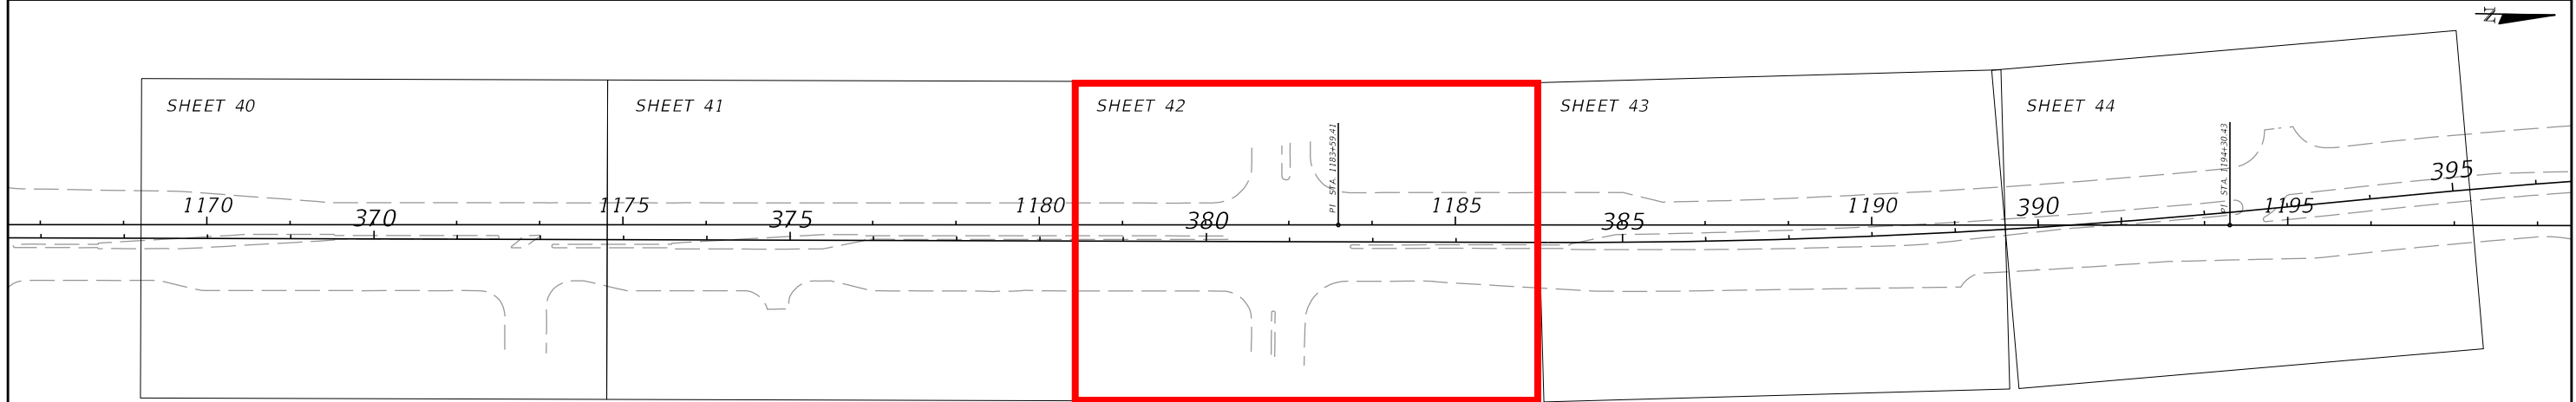 N
SHEET 40
SHEET 41
SHEET 42
SHEET 43
SHEET 44
PI STA. 1183+59.41
PI STA. 1194+30.43
1170
1175
1180
1185
1190
1195
370
375
380
385
390
395